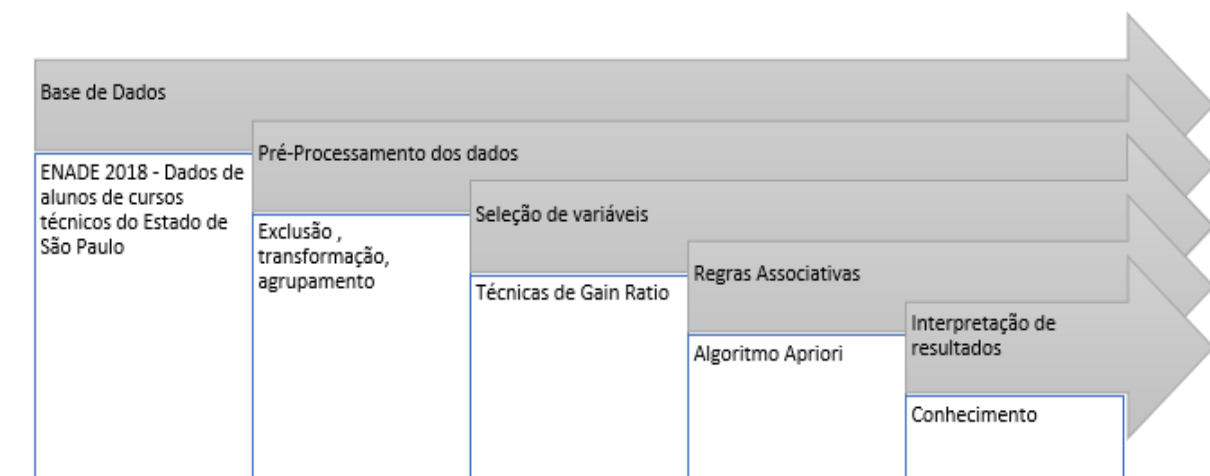 Base de Dados
ENADE 2018 - Dados de
alunos de cursos
técnicos do Estado de
São Paulo
Pré-Processamento dos dados
Exclusão ,
transformação,
agrupamento
Seleção de variáveis
Técnicas de Gain Ratio
Regras Associativas
Algoritmo Apriori
Interpretação de
resultados
Conhecimento